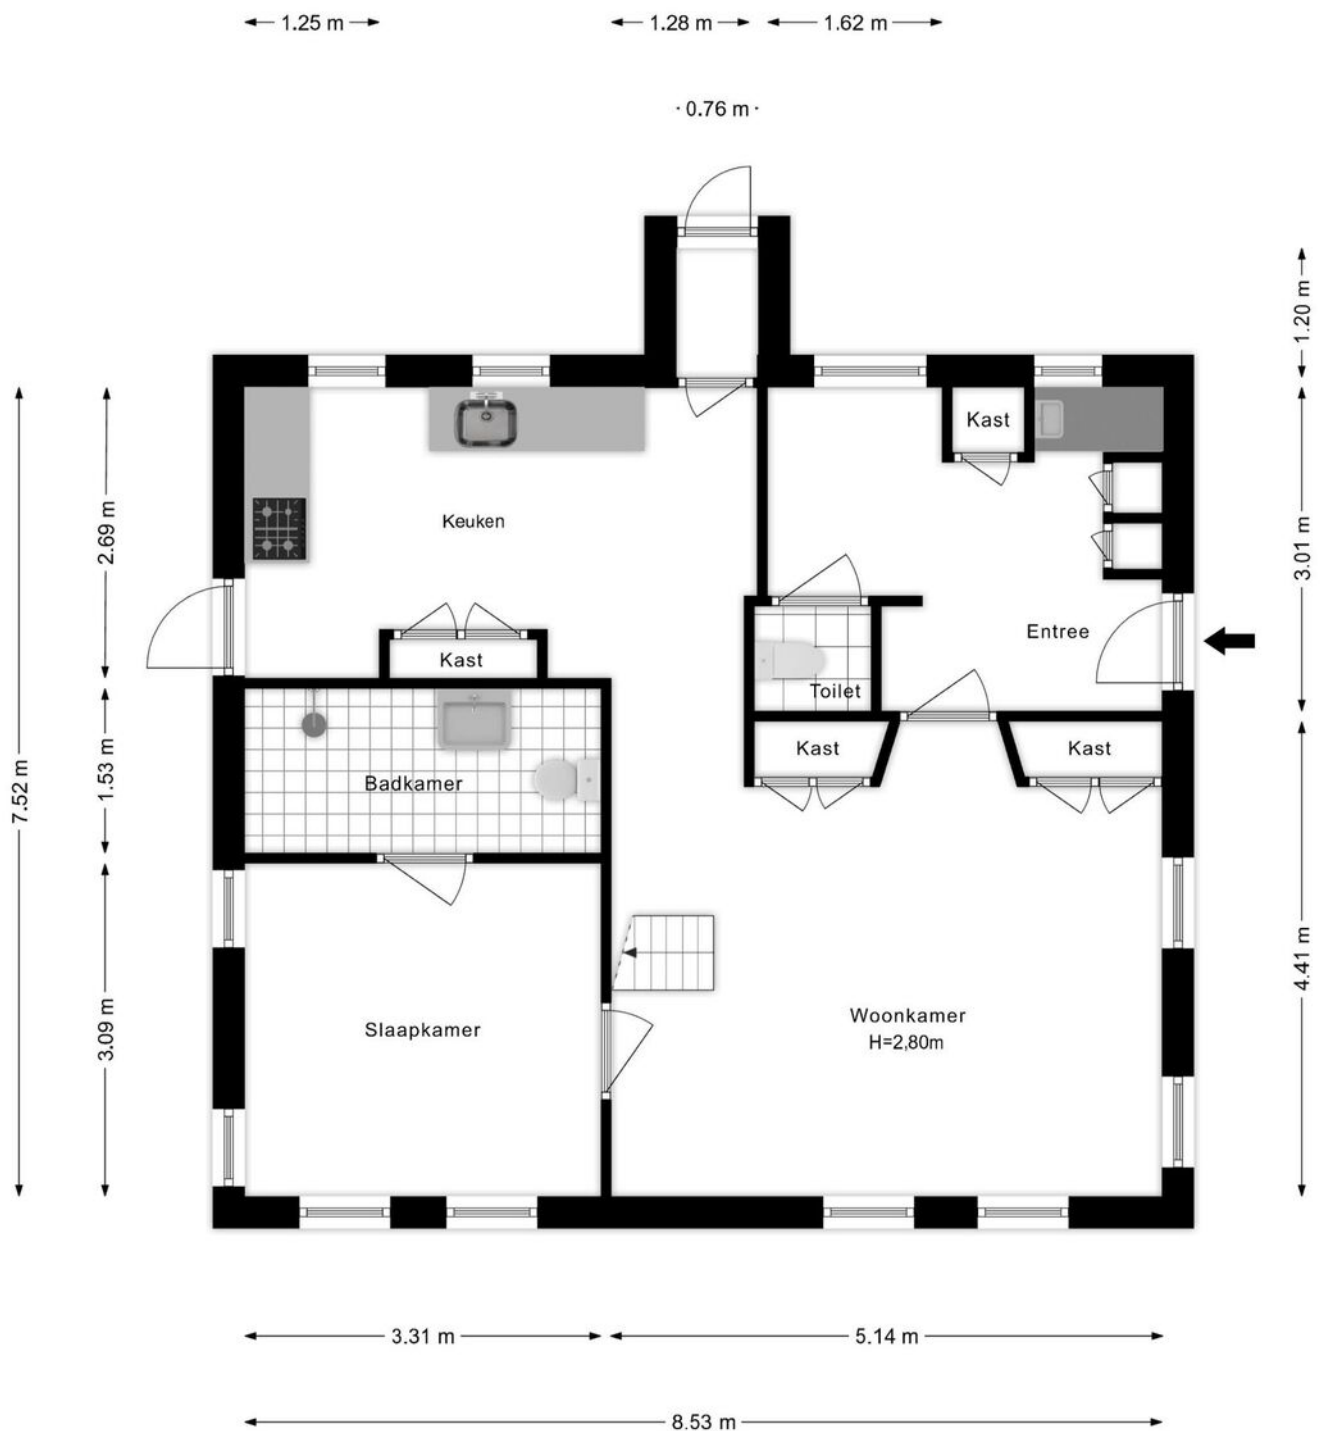 1.25 m
1.28 m
1.62 m
0.76 m
1.20 m
Kast
2.69 m
Keuken
3.01 m
Entree
Kast
Toilet
Kast
Kast
1.53 m
Badkamer
7.52 m
4.41 m
3.09 m
Slaapkamer
Woonkamer
H=2,80m
3.31 m
5.14 m
8.53 m